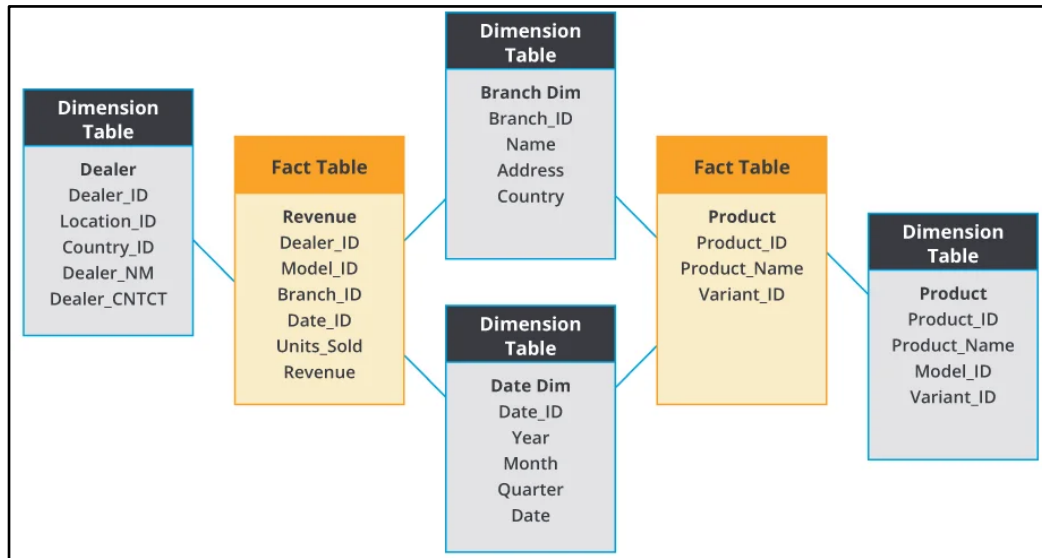 Dimension
Table
Dealer
Dealer_ID
Location_ID
Country_ID
Dealer_NM
Dealer_CNTCT
Fact Table
Revenue
Dealer_ID
Model_ID
Branch_ID
Date_ID
Units_Sold
Revenue
Dimension
Table
Branch Dim
Branch_ID
Name
Address
Country
Dimension
Table
Date Dim
Date_ID
Year
Month
Quarter
Date
Fact Table
Product
Product_ID
Product_Name
Variant_ID
Dimension
Table
Product
Product_ID
Product_Name
Model_ID
Variant_ID